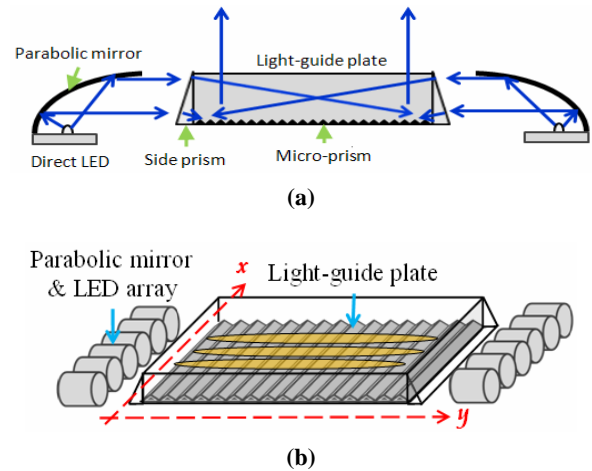 Parabolic mirror
Light-guide plate
Direct LED
Side prism
Micro-prism
(a)
Parabolic mirror
& LED array
x
Light-guide plate
y
(b)